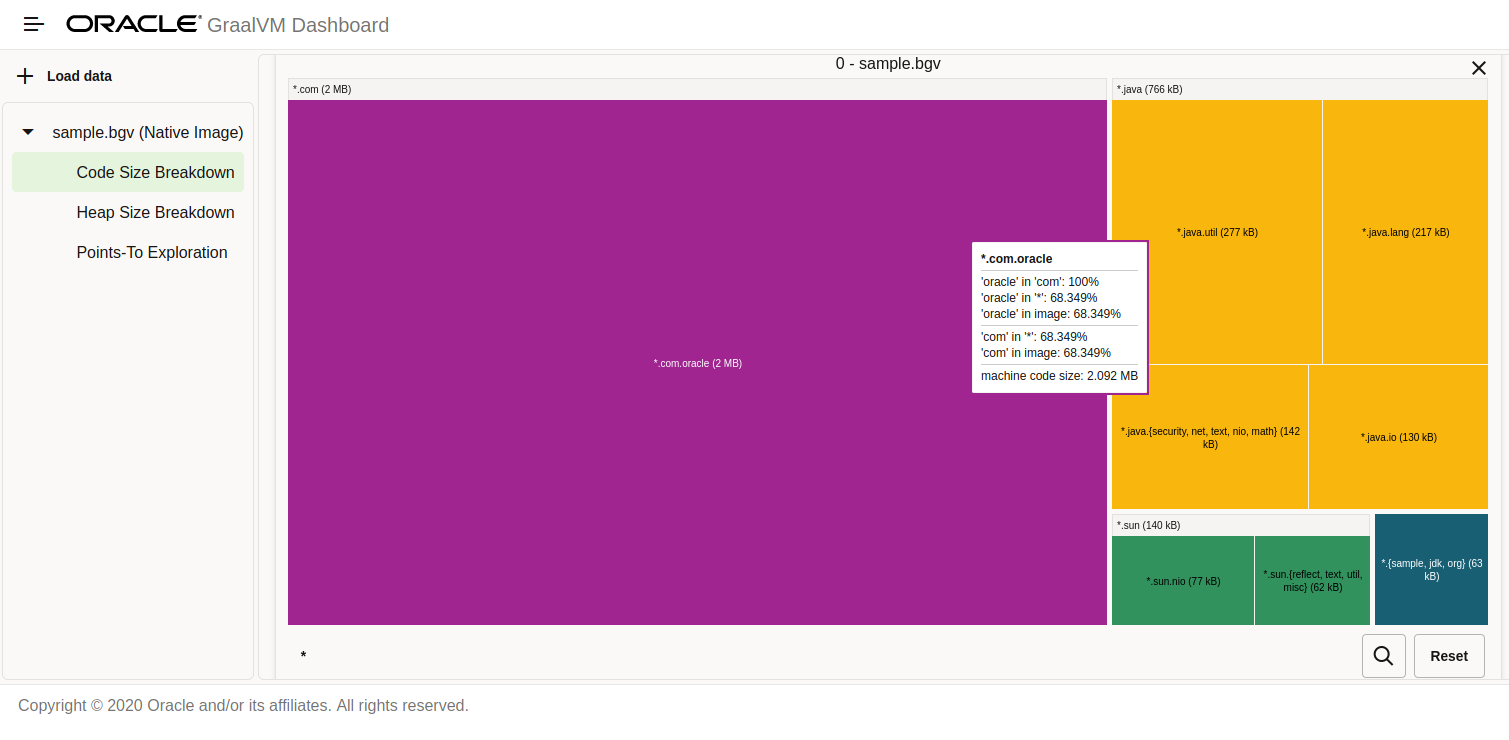 ORACLE® GraalVM Dashboard
Load data
sample.bgv (Native Image)
Code Size Breakdown
Heap Size Breakdown
Points-To Exploration
0 - sample.bgv
*.com (2 MB)
*.com.oracle (2 MB)
*.com.oracle
'oracle' in 'com': 100%
'oracle' in '*': 68.349%
'oracle' in image: 68.349%
'com' in '*': 68.349%
'com' in image: 68.349%
machine code size: 2.092 MB
*.java (766 kB)
*.java.util (277 kB)
*.java.lang (217 kB)
*.java.{security, net, text, nio, math} (142
kB)
*.java.io (130 kB)
*.sun (140 kB)
*.sun.nio (77 kB)
*.sun.{reflect, text, util,
misc} (62 kB)
*.{sample, jdk, org} (63
kB)
*
Reset
Copyright © 2020 Oracle and/or its affiliates. All rights reserved.